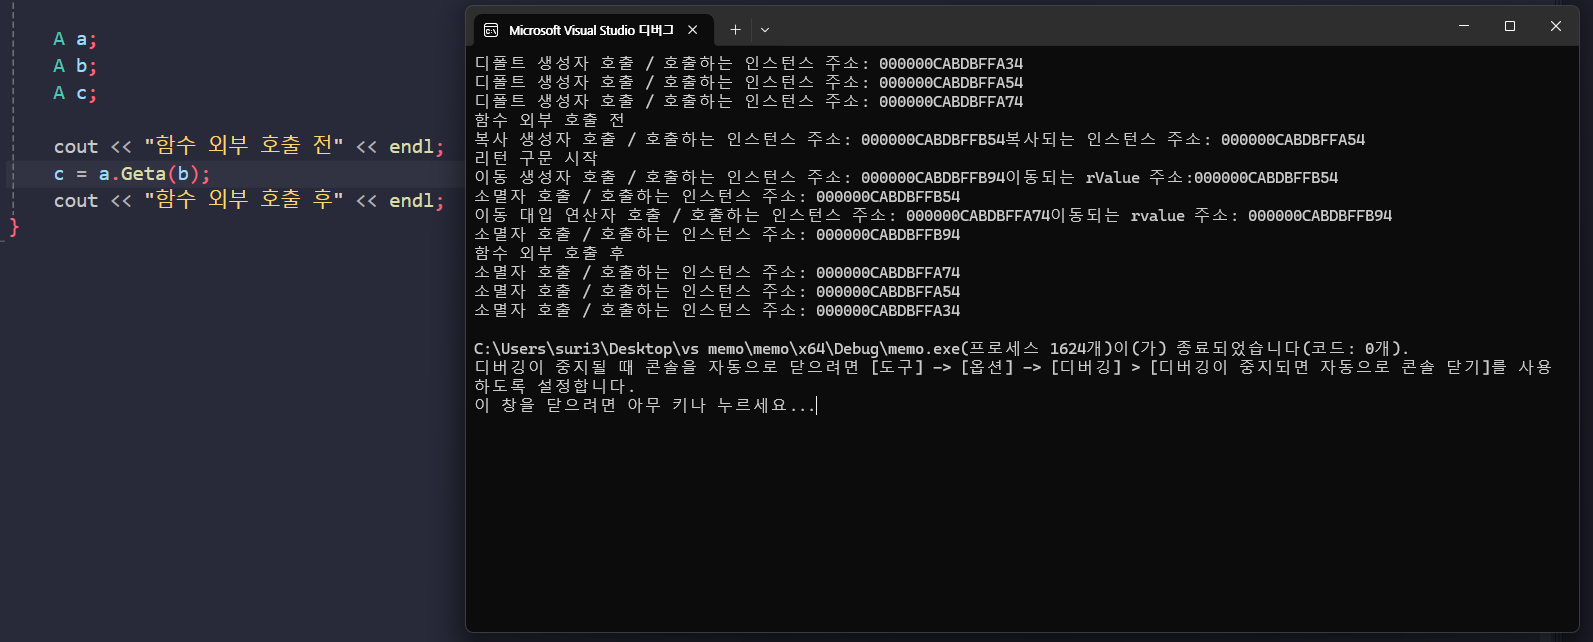 A a;
A b;
A c;
cout << "함수 외부 호출 전" << endl;
c = a.Geta(b);
cout << "함수 외부 호출 후" << endl;
}
Microsoft Visual Studio 디버그
디폴트 생성자 호출 / 호출하는 인스턴스 주소: 000000CABDBFFA34
디폴트 생성자 호출 / 호출하는 인스턴스 주소: 000000CABDBFFA54
디폴트 생성자 호출 / 호출하는 인스턴스 주소: 000000CABDBFFA74
함수 외부 호출 전
복사 생성자 호출 / 호출하는 인스턴스 주소: 000000CABDBFFB54복사되는 인스턴스 주소: 000000CABDBFFA54
리턴 구문 시작
이동 생성자 호출 / 호출하는 인스턴스 주소: 000000CABDBFFB94이동되는 rValue 주소:000000CABDBFFB54
소멸자 호출 / 호출하는 인스턴스 주소: 000000CABDBFFB54
이동 대입 연산자 호출 / 호출하는 인스턴스 주소: 000000CABDBFFA74이동되는 rvalue 주소: 000000CABDBFFB94
소멸자 호출 / 호출하는 인스턴스 주소: 000000CABDBFFB94
함수 외부 호출 후
소멸자 호출 / 호출하는 인스턴스 주소: 000000CABDBFFA74
소멸자 호출 / 호출하는 인스턴스 주소: 000000CABDBFFA54
소멸자 호출 / 호출하는 인스턴스 주소: 000000CABDBFFA34
C:\Users\suri3\Desktop\vs memo\memo\x64\Debug\memo.exe(프로세스 1624개)이(가) 종료되었습니다(코드: 0개).
디버깅이 중지될 때 콘솔을 자동으로 닫으려면 [도구] -> [옵션] -> [디버깅] > [디버깅이 중지되면 자동으로 콘솔 닫기]를 사용
하도록 설정합니다.
이 창을 닫으려면 아무 키나 누르세요...